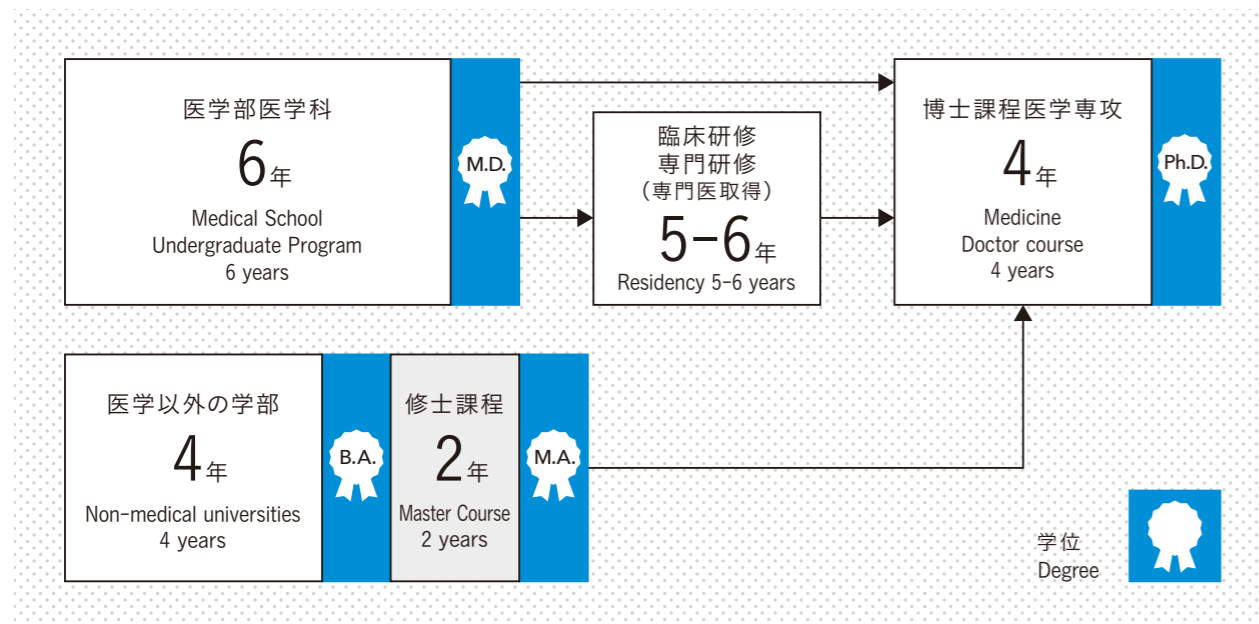 医学部医学科
6年
Medical School
Undergraduate Program
6 years
M.D.
臨床研修
専門研修
（専門医取得）
5-6年
Residency 5-6 years
博士課程医学専攻
4年
Medicine
Doctor course
4 years
Ph.D.
医学以外の学部
4年
Non-medical universities
4 years
B.A.
修士課程
2年
Master Course
2 years
M.A.
学位
Degree